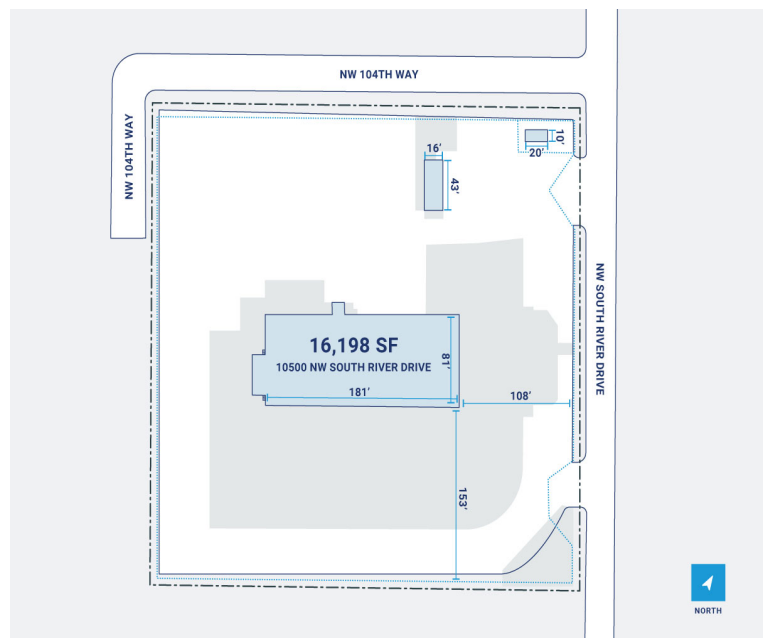 NW 104TH WAY
NW 104TH WAY
10’
20’
16’
43’
NW SOUTH RIVER DRIVE
16,198 SF
10500 NW SOUTH RIVER DRIVE
81’
181’
108’
153’
NORTH